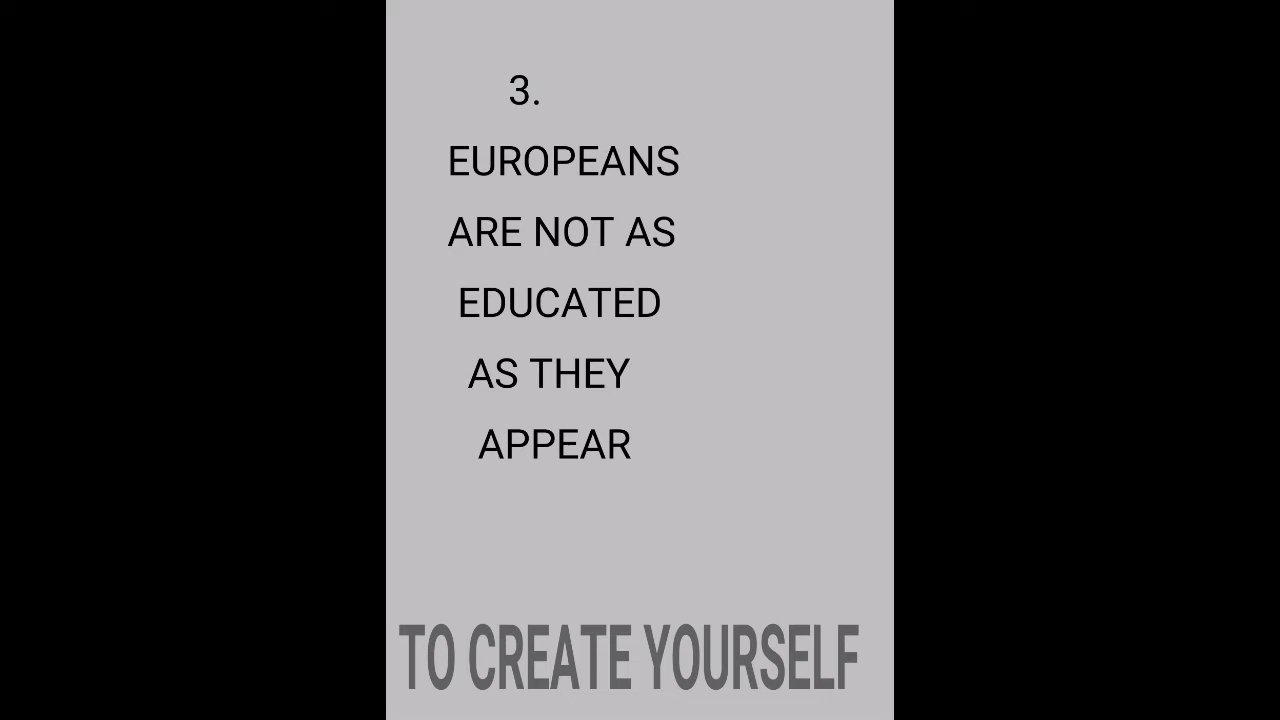 3.
EUROPEANS
ARE NOT AS
EDUCATED
AS THEY
APPEAR
TO CREATE YOURSELF